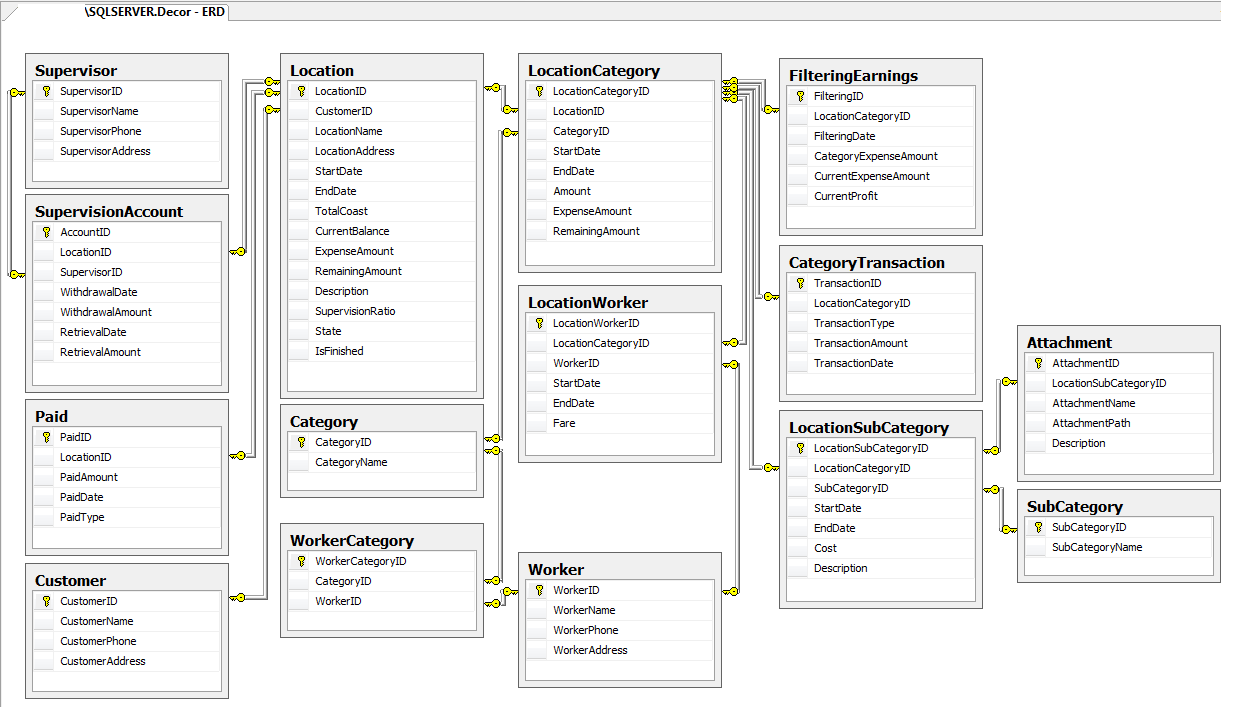 \SQLSERVER.Decor - ERD
Supervisor
SupervisorID
SupervisorName
SupervisorPhone
SupervisorAddress
SupervisionAccount
AccountID
LocationID
SupervisorID
WithdrawalDate
WithdrawalAmount
RetrievalDate
RetrievalAmount
Paid
PaidID
LocationID
PaidAmount
PaidDate
PaidType
Customer
CustomerID
CustomerName
CustomerPhone
CustomerAddress
Location
LocationID
CustomerID
LocationName
LocationAddress
StartDate
EndDate
TotalCoast
CurrentBalance
ExpenseAmount
RemainingAmount
Description
SupervisionRatio
State
IsFinished
Category
CategoryID
CategoryName
WorkerCategory
WorkerCategoryID
CategoryID
WorkerID
LocationCategory
LocationCategoryID
LocationID
CategoryID
StartDate
EndDate
Amount
ExpenseAmount
RemainingAmount
LocationWorker
LocationWorkerID
LocationCategoryID
WorkerID
StartDate
EndDate
Fare
Worker
WorkerID
WorkerName
WorkerPhone
WorkerAddress
FilteringEarnings
FilteringID
LocationCategoryID
FilteringDate
CategoryExpenseAmount
CurrentExpenseAmount
CurrentProfit
CategoryTransaction
TransactionID
LocationCategoryID
TransactionType
TransactionAmount
TransactionDate
LocationSubCategory
LocationSubCategoryID
LocationCategoryID
SubCategoryID
StartDate
EndDate
Cost
Description
Attachment
AttachmentID
LocationSubCategoryID
AttachmentName
AttachmentPath
Description
SubCategory
SubCategoryID
SubCategoryName